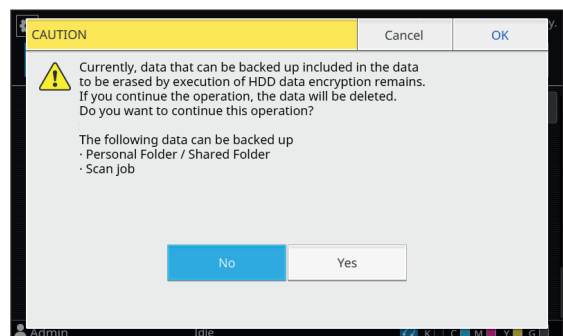 CAUTION
Cancel
OK
y.
Currently, data that can be backed up included in the data
to be erased by execution of HDD data encryption remains.
If you continue the operation, the data will be deleted.
Do you want to continue this operation?
The following data can be backed up
· Personal Folder / Shared Folder
· Scan job
No
Yes
Admin
Idle
K
C
M
Y
G